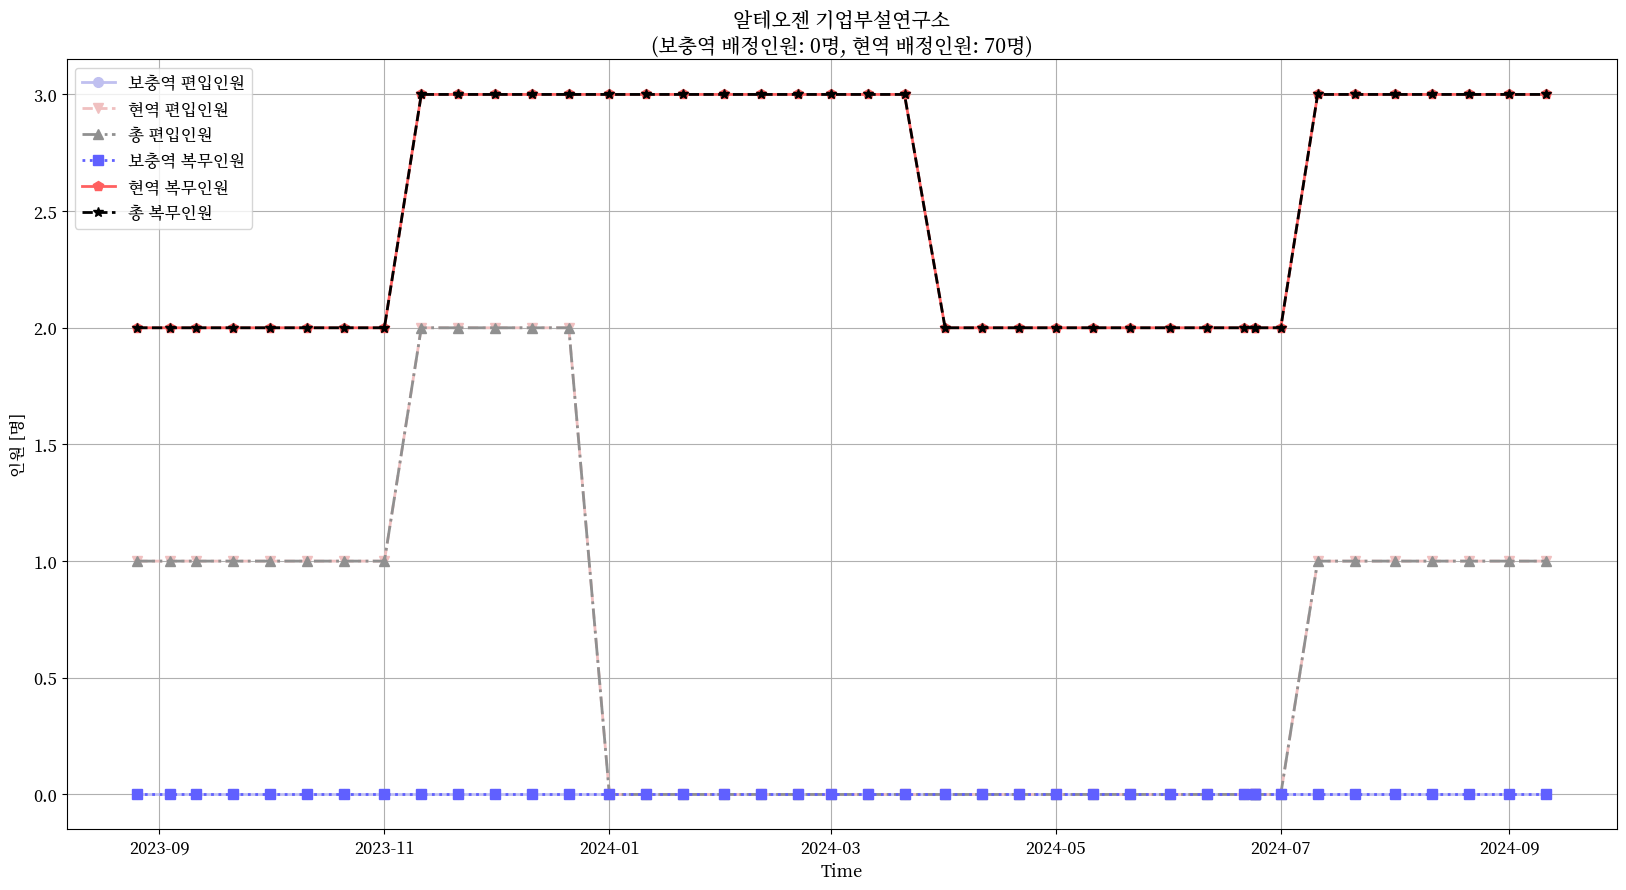 알테오젠 기업부설연구소
(보충역 배정인원: 0명, 현역 배정인원: 70명)
보충역 편입인원
현역 편입인원
총 편입인원
보충역 복무인원
현역 복무인원
총 복무인원
3.0
2.5
2.0
1.5
1.0
0.5
0.0
인원 [명]
2023-09
2023-11
2024-01
2024-03
2024-05
2024-07
2024-09
Time